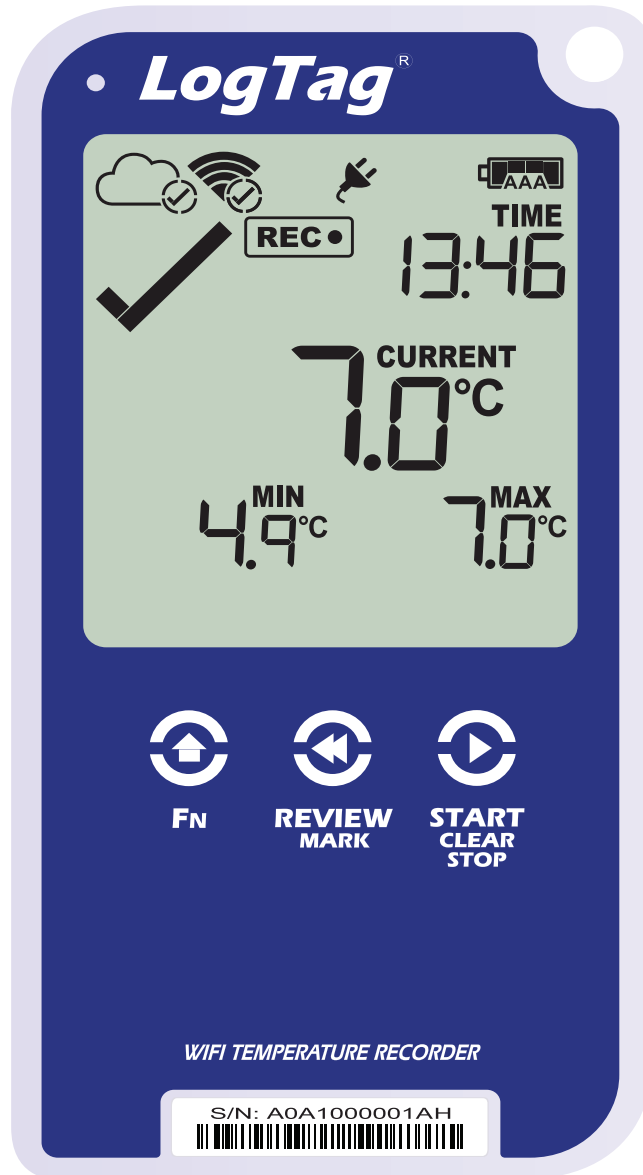 LogTag®
AAA
TIME
REC
13:46
CURRENT
7.0°C
MIN
4.9°C
MAX
7.0°C
FN
REVIEW
MARK
START
CLEAR
STOP
WIFI TEMPERATURE RECORDER
S/N: A0A1000001AH